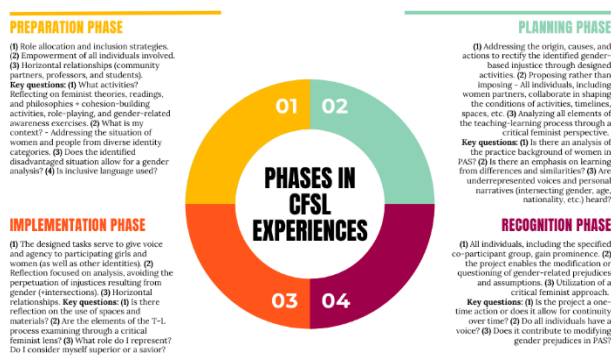 PREPARATION PHASE
(1) Role allocation and inclusion strategies.
(2) Empowerment of all individuals involved.
(3) Horizontal relationships (community
partners, professors, and students).
Key questions: (1) What activities?
Reflecting on feminist theories, readings,
and philosophies + cohesion-building
activities, role-playing, and gender-related
awareness exercises. (2) What is my
context? - Addressing the situation of
women and people from diverse identity
categories. (3) Does the identified
disadvantaged situation allow for a gender
analysis? (4) Is inclusive language used?
PLANNING PHASE
(1) Addressing the origin, causes, and
actions to rectify the identified gender-
based injustice through designed
activities. (2) Proposing rather than
imposing - All individuals, including
women partners, collaborate in shaping
the conditions of activities, timelines,
spaces, etc. (3) Analyzing all elements of
the teaching-learning process through a
critical feminist perspective.
Key questions: (1) Is there an analysis of
the practice background of women in
PAS? (2) Is there an emphasis on learning
from differences and similarities? (3) Are
underrepresented voices and personal
narratives (intersecting gender, age,
nationality, etc.) heard?
01 02
PHASES IN
CFSL
EXPERIENCES
03 04
IMPLEMENTATION PHASE
(1) The designed tasks serve to give voice
and agency to participating girls and
women (as well as other identities). (2)
Reflection focused on analysis, avoiding the
perpetuation of injustices resulting from
gender (+intersections). (3) Horizontal
relationships. Key questions: (1) Is there
reflection on the use of spaces and
materials? (2) Are the elements of the T-L
process examining through a critical
feminist lens? (3) What role do I represent?
Do I consider myself superior or a savior?
RECOGNITION PHASE
(1) All individuals, including the specified
co-participant group, gain prominence. (2)
the project enables the modification or
questioning of gender-related prejudices
and assumptions. (3) Utilization of a
critical feminist approach.
Key questions: (1) Is the project a one-
time action or does it allow for continuity
over time? (2) Do all individuals have a
voice? (3) Does it contribute to modifying
gender prejudices in PAS?